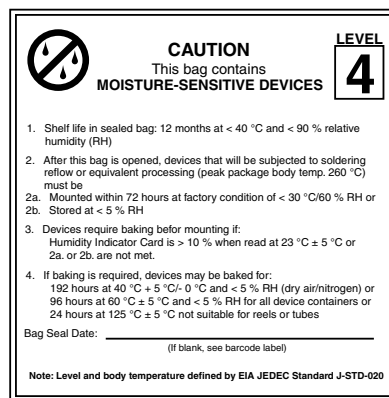 CAUTION
This bag contains
MOISTURE-SENSITIVE DEVICES
LEVEL
4
1. Shelf life in sealed bag: 12 months at < 40 °C and < 90 % relative
humidity (RH)
2. After this bag is opened, devices that will be subjected to soldering
reflow or equivalent processing (peak package body temp. 260 °C)
must be
2a. Mounted within 72 hours at factory condition of < 30 °C/60 % RH or
2b. Stored at < 5 % RH
3. Devices require baking befor mounting if:
Humidity Indicator Card is > 10 % when read at 23 °C ± 5 °C or
2a. or 2b. are not met.
4. If baking is required, devices may be baked for:
192 hours at 40 °C + 5 °C/- 0 °C and < 5 % RH (dry air/nitrogen) or
96 hours at 60 °C ± 5 °C and < 5 % RH for all device containers or
24 hours at 125 °C ± 5 °C not suitable for reels or tubes
Bag Seal Date:
(If blank, see barcode label)
Note: Level and body temperature defined by EIA JEDEC Standard J-STD-020